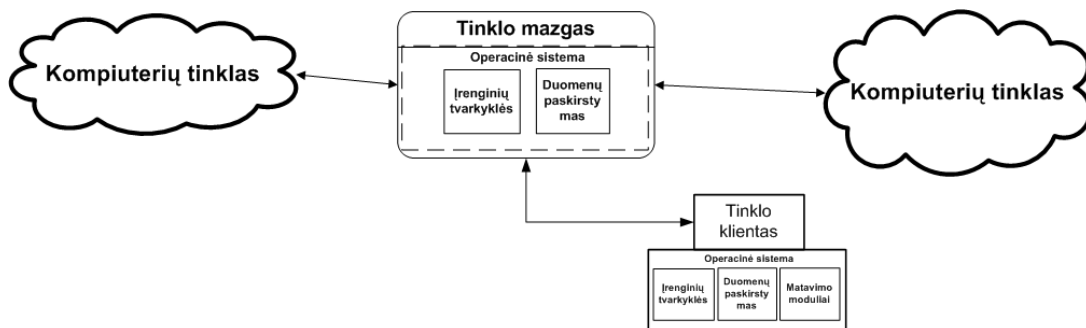 Tinklo mazgas
Kompiuterių tinklas
Operacinė sistema
Įrenginių
tvarkyklės
Duomenų
paskirsty
mas
Kompiuterių tinklas
Tinklo
klientas
Operacinė sistema
Įrenginių
tvarkyklės
Duomenų
paskirsty
mas
Matavimo
moduliai